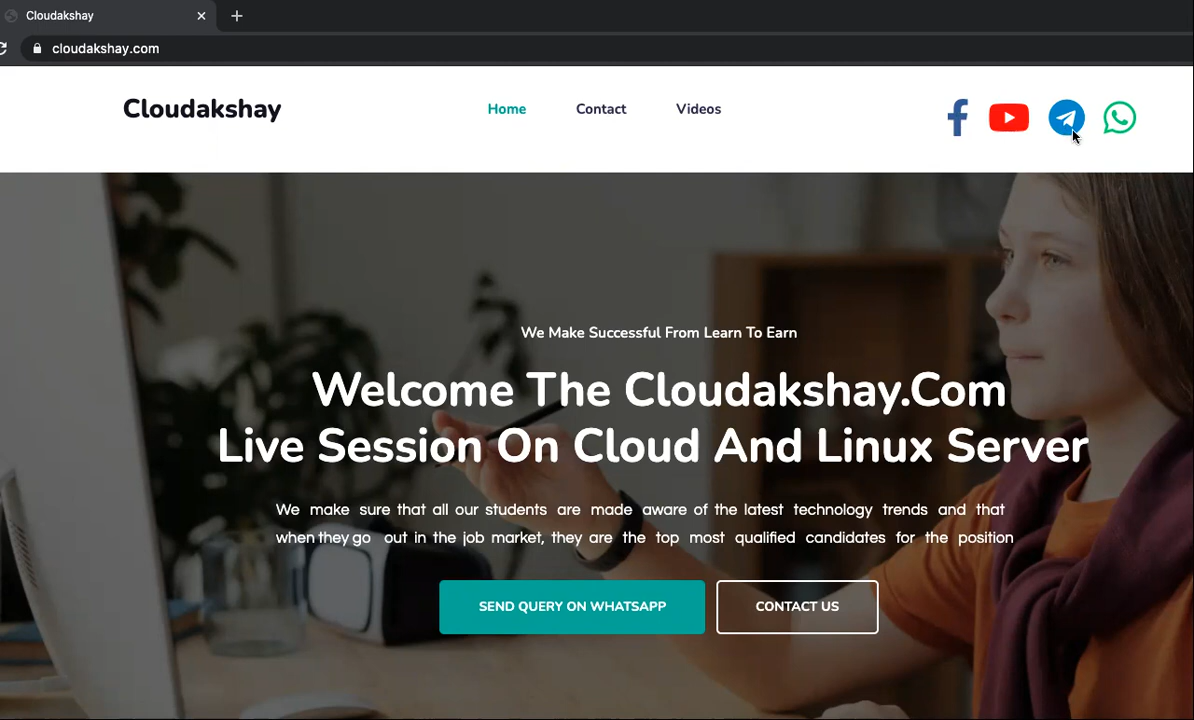 Cloudakshay
cloudakshay.com
Cloudakshay
Home
Contact
Videos
We Make Successful From Learn To Earn
Welcome The Cloudakshay.Com
Live Session On Cloud And Linux Server
We make sure that all our students are made aware of the latest technology trends and that
when they go out in the job market, they are the top most qualified candidates for the position
SEND QUERY ON WHATSAPP
CONTACT US